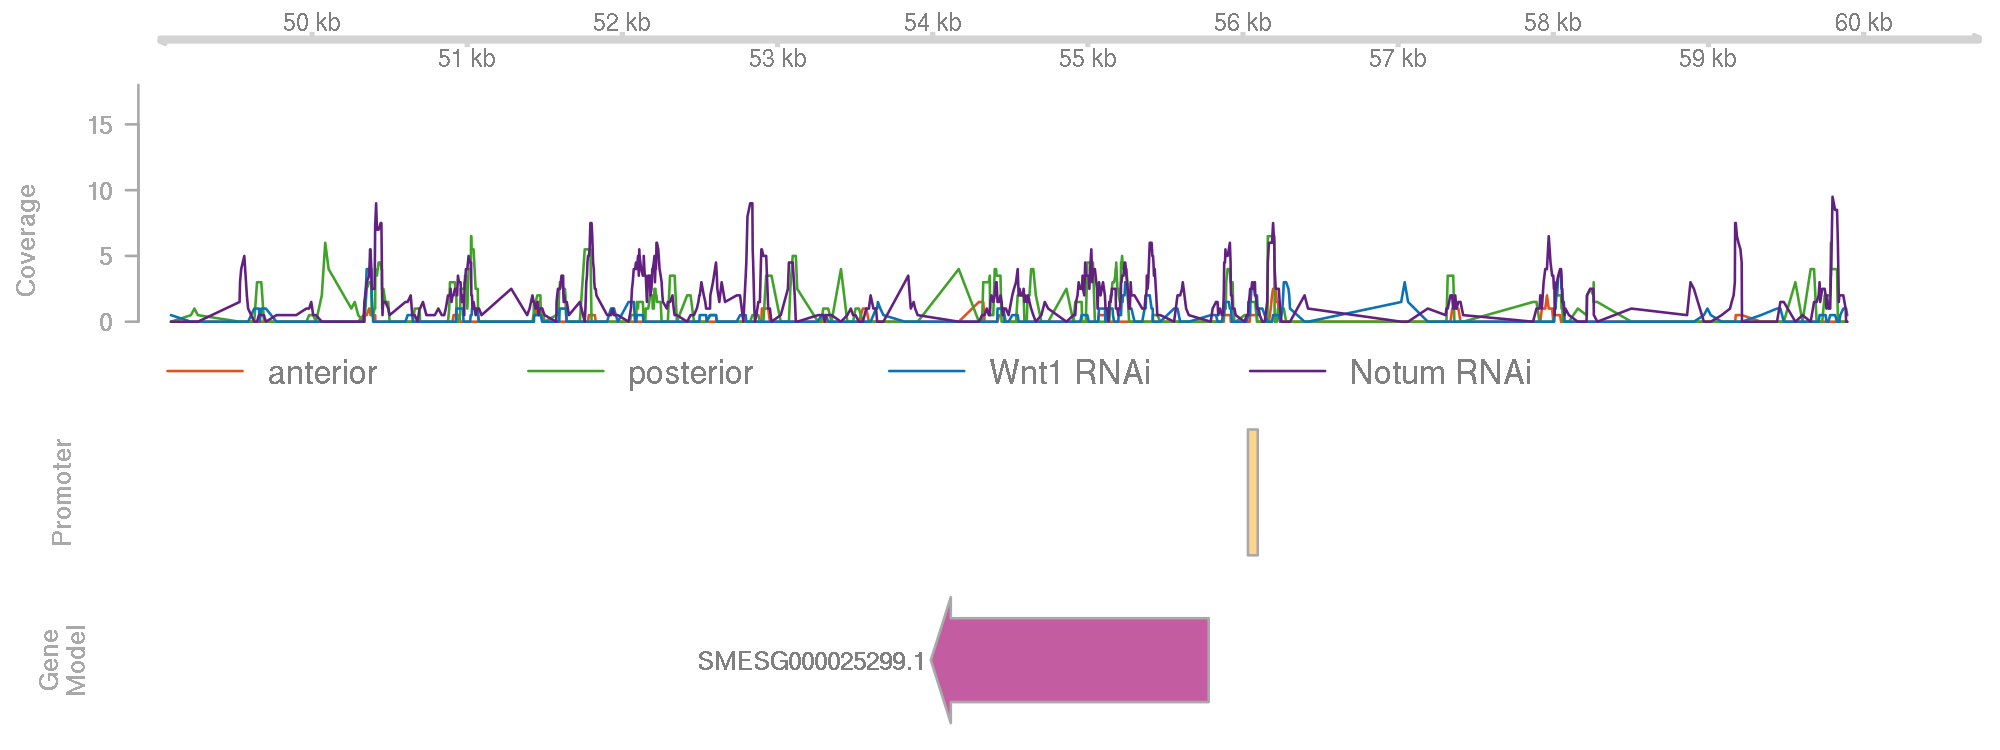 50 kb 52 kb 54 kb 56 kb 58 kb 60 kb
51 kb 53 kb 55 kb 57 kb 59 kb
Coverage
15
10
5
0
anterior posterior Wnt1 RNAi Notum RNAi
Promoter
Gene
Model
SMESG000025299.1